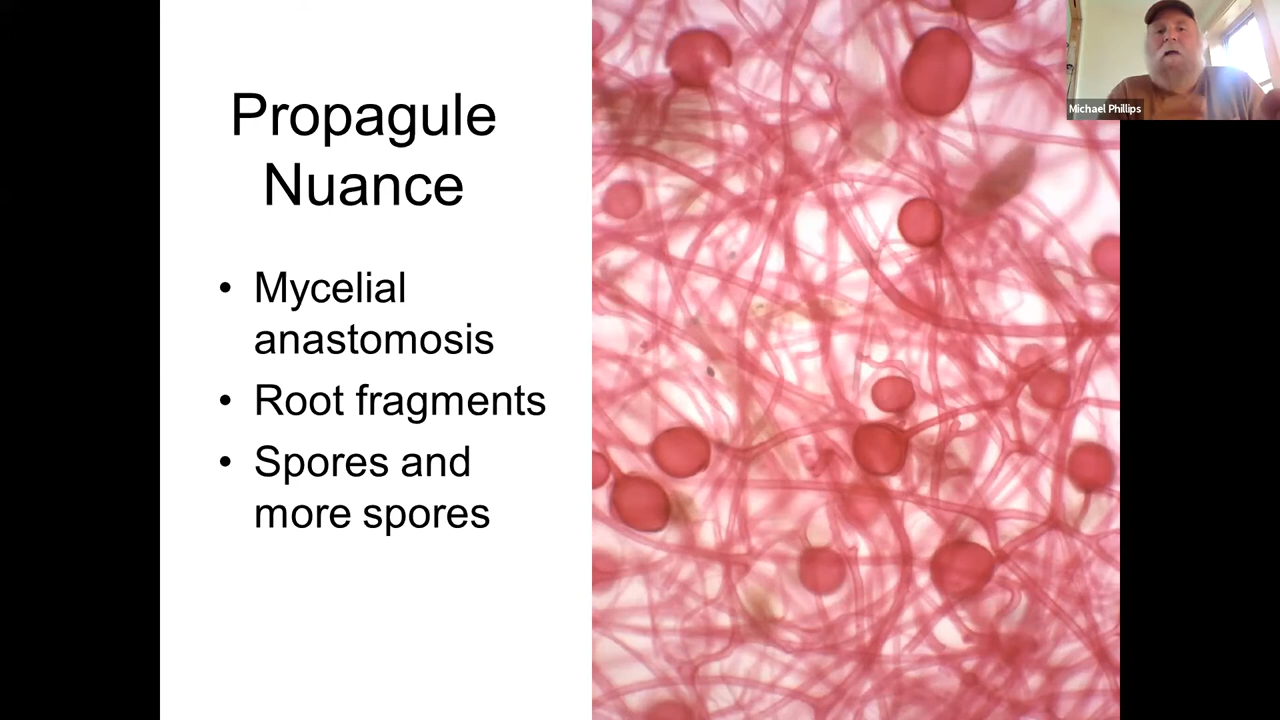 Propagule
Nuance
• Mycelial
anastomosis
• Root fragments
• Spores and
more spores
Michael Phillips